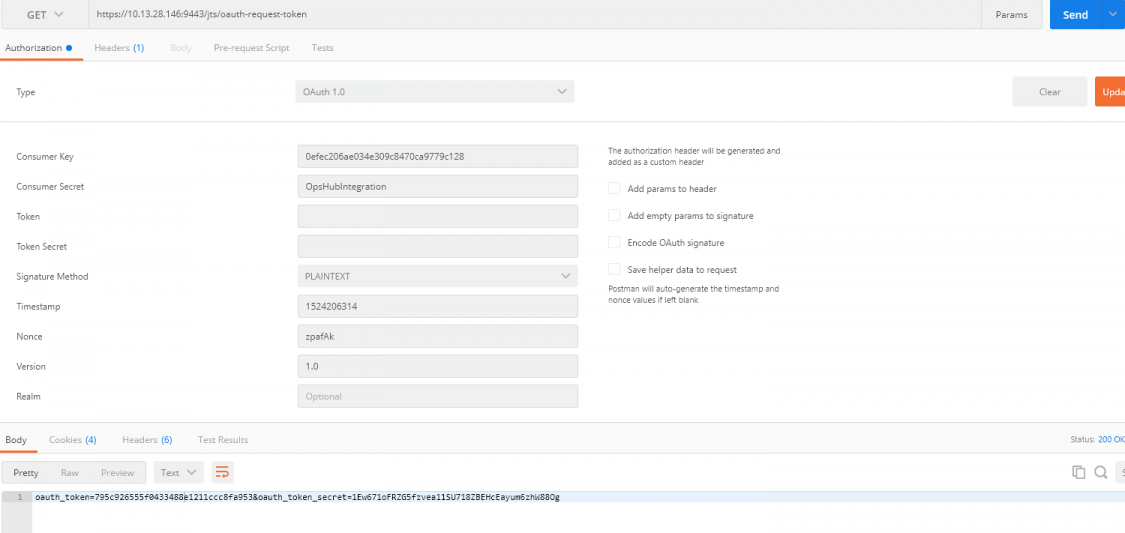 GET https://10.13.28.146:9443/jts/oauth-request-token Params Send
Authorization Headers (1) Body Pre-request Script Tests
Type OAuth 1.0 Clear Upda
Consumer Key 0efec206ae034e309c8470ca9779c128
The authorization header will be generated and
added as a custom header
Consumer Secret OpsHubIntegration Add params to header
Token Add empty params to signature
Token Secret Encode OAuth signature
Signature Method PLAINTEXT Save helper data to request
Timestamp 1524206314
Postman will auto-generate the timestamp and
nonce values if left blank
Nonce zpafAk
Version 1.0
Realm Optional
Body Cookies (4) Headers (6) Test Results Status: 200 OK
Pretty Raw Preview Text S
1 oauth_token=795c926555f0433488e1211ccc8fa953&oauth_token_secret=1Ew671oFRZG5fzvea11SU718ZBEHcEayum6zhW88Og